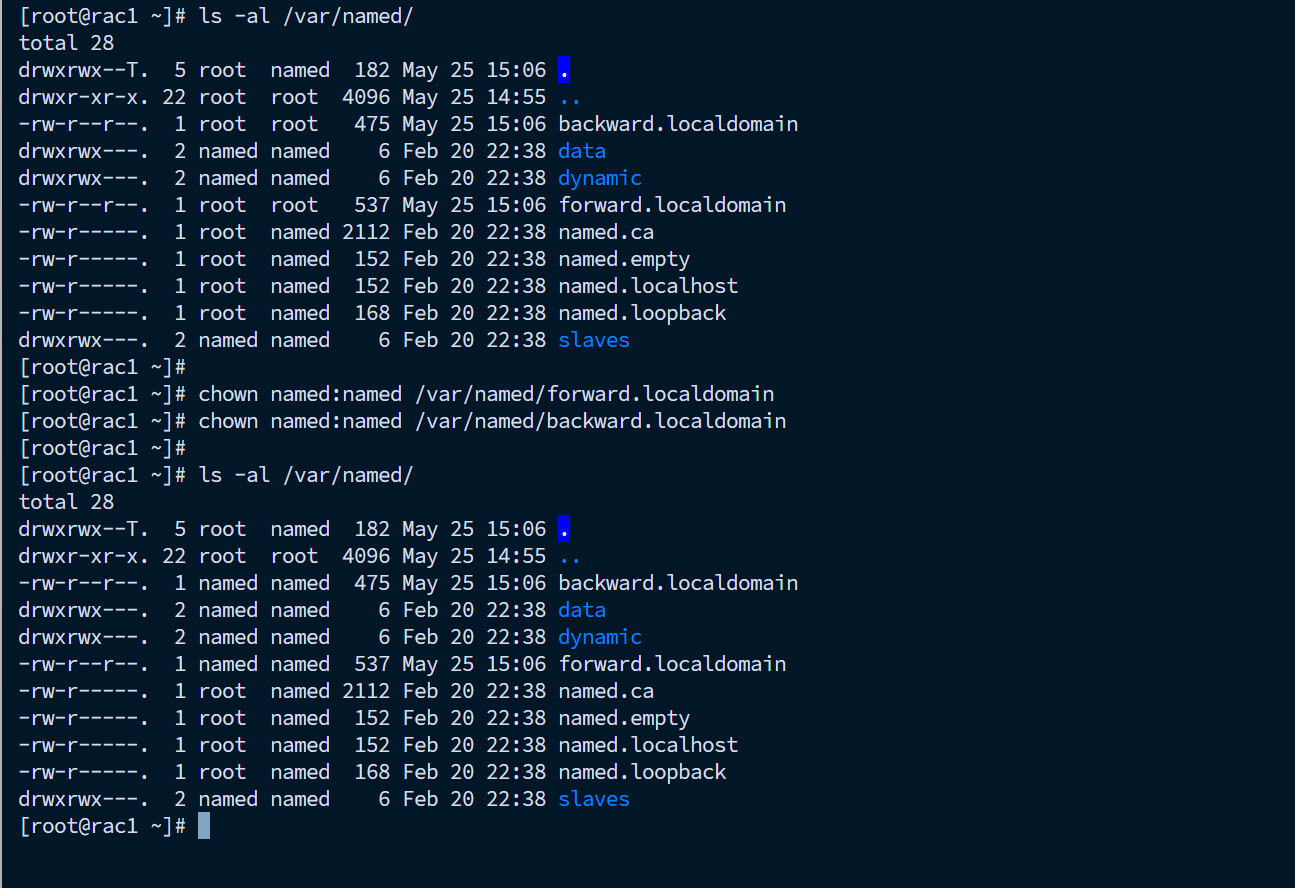 [root@rac1 ~]# ls -al /var/named/
total 28
drwxrwx--T.  5 root  named  182 May 25 15:06 .
drwxr-xr-x. 22 root  root  4096 May 25 14:55 ..
-rw-r--r--.  1 root  root   475 May 25 15:06 backward.localdomain
drwxrwx---.  2 named named    6 Feb 20 22:38 data
drwxrwx---.  2 named named    6 Feb 20 22:38 dynamic
-rw-r--r--.  1 root  root   537 May 25 15:06 forward.localdomain
-rw-r-----.  1 root  named 2112 Feb 20 22:38 named.ca
-rw-r-----.  1 root  named  152 Feb 20 22:38 named.empty
-rw-r-----.  1 root  named  152 Feb 20 22:38 named.localhost
-rw-r-----.  1 root  named  168 Feb 20 22:38 named.loopback
drwxrwx---.  2 named named    6 Feb 20 22:38 slaves
[root@rac1 ~]#
[root@rac1 ~]# chown named:named /var/named/forward.localdomain
[root@rac1 ~]# chown named:named /var/named/backward.localdomain
[root@rac1 ~]#
[root@rac1 ~]# ls -al /var/named/
total 28
drwxrwx--T.  5 root  named  182 May 25 15:06 .
drwxr-xr-x. 22 root  root  4096 May 25 14:55 ..
-rw-r--r--.  1 named named  475 May 25 15:06 backward.localdomain
drwxrwx---.  2 named named    6 Feb 20 22:38 data
drwxrwx---.  2 named named    6 Feb 20 22:38 dynamic
-rw-r--r--.  1 named named  537 May 25 15:06 forward.localdomain
-rw-r-----.  1 root  named 2112 Feb 20 22:38 named.ca
-rw-r-----.  1 root  named  152 Feb 20 22:38 named.empty
-rw-r-----.  1 root  named  152 Feb 20 22:38 named.localhost
-rw-r-----.  1 root  named  168 Feb 20 22:38 named.loopback
drwxrwx---.  2 named named    6 Feb 20 22:38 slaves
[root@rac1 ~]#